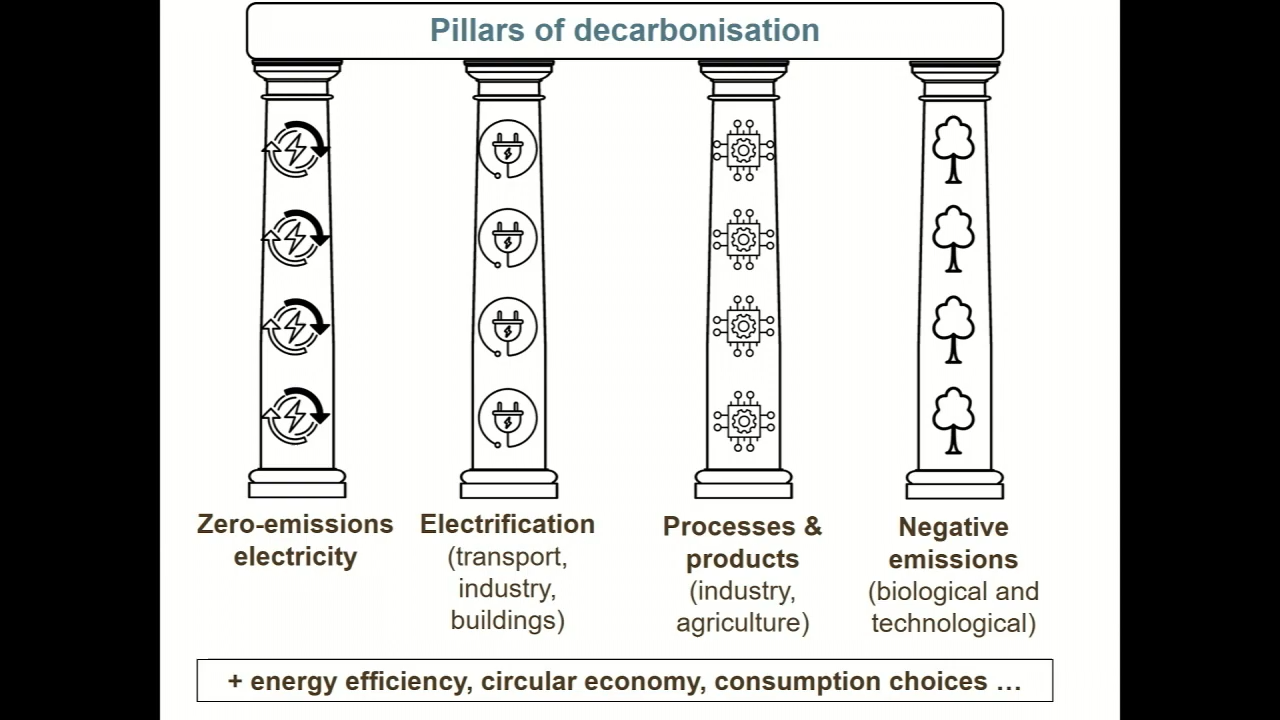 Pillars of decarbonisation
Zero-emissions
electricity
Electrification
(transport,
industry,
buildings)
Processes &
products
(industry,
agriculture)
Negative
emissions
(biological and
technological)
+ energy efficiency, circular economy, consumption choices …